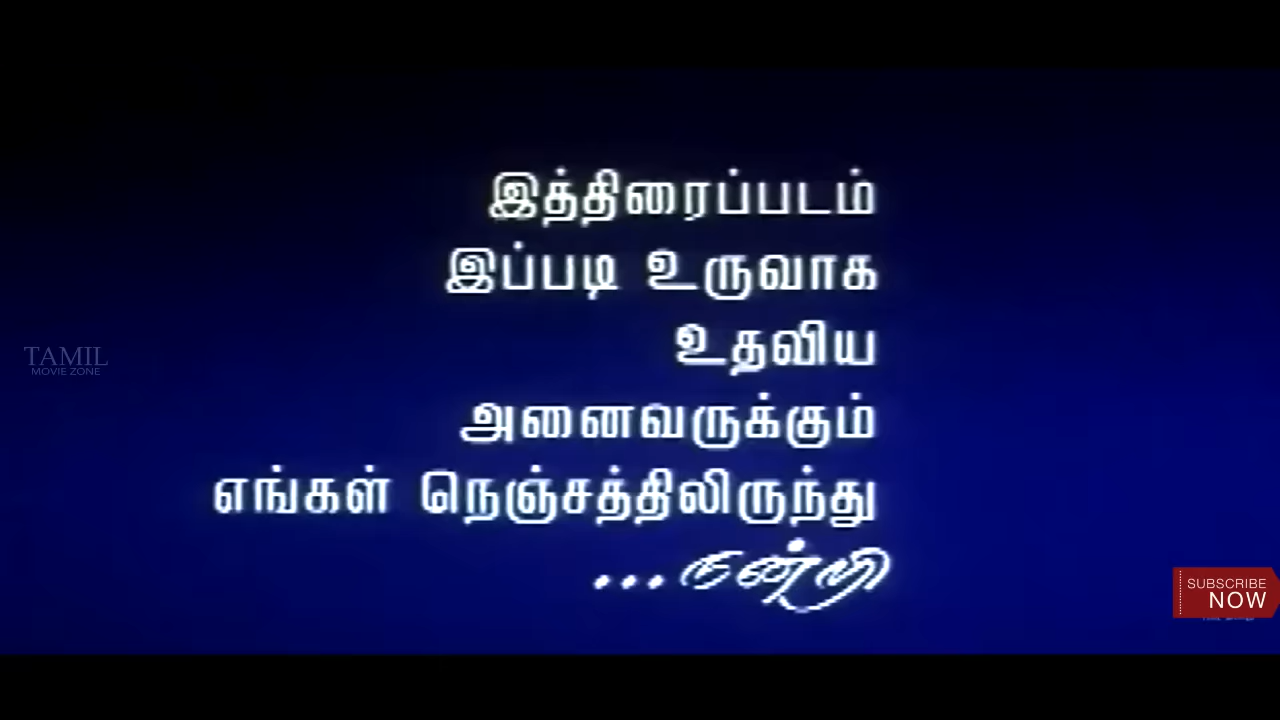 இத்திரைப்படம்
இப்படி உருவாக
உதவிய
அனைவருக்கும்
எங்கள் நெஞ்சத்திலிருந்து
...நன்றி
TAMIL
MOVIE ZONE
SUBSCRIBE
NOW